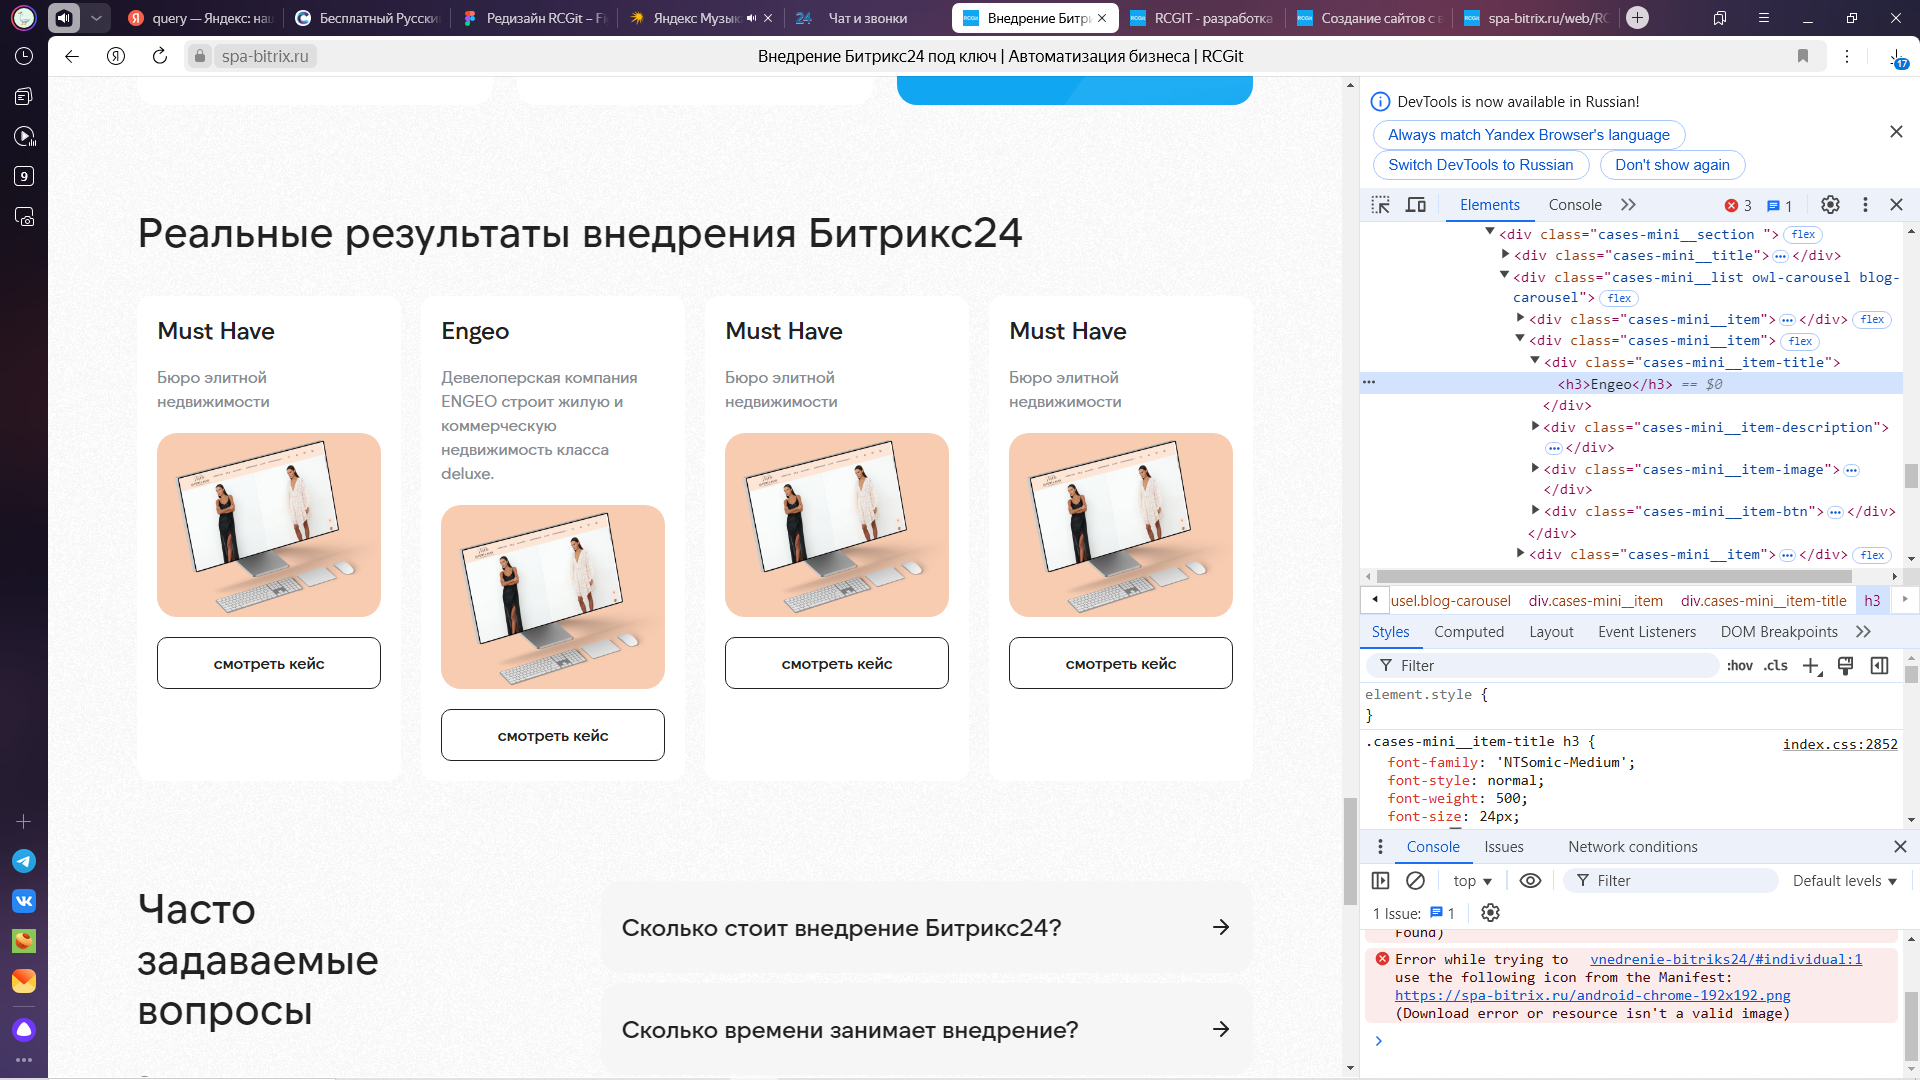 query — Яндекс: наш
Бесплатный Русски
Редизайн RCGit – Fi
Яндекс Музык
Чат и звонки
Внедрение Битри
RCGIT - разработка
Создание сайтов с в
spa-bitrix.ru/web/RC
spa-bitrix.ru
Внедрение Битрикс24 под ключ | Автоматизация бизнеса | RCGit
17
9
Реальные результаты внедрения Битрикс24
Must Have
Бюро элитной
недвижимости
смотреть кейс
Engeo
Девелоперская компания
ENGEO строит жилую и
коммерческую
недвижимость класса
deluxe.
смотреть кейс
Must Have
Бюро элитной
недвижимости
смотреть кейс
Must Have
Бюро элитной
недвижимости
смотреть кейс
Часто
задаваемые
вопросы
Сколько стоит внедрение Битрикс24?
Сколько времени занимает внедрение?
DevTools is now available in Russian!
Always match Yandex Browser's language
Switch DevTools to Russian
Don't show again
Elements
Console
3
1
<div class="cases-mini__section "> flex
<div class="cases-mini__title"> … </div>
<div class="cases-mini__list owl-carousel blog-
carousel"> flex
<div class="cases-mini__item"> … </div> flex
<div class="cases-mini__item"> flex
<div class="cases-mini__item-title">
<h3>Engeo</h3> == $0
</div>
<div class="cases-mini__item-description">
… </div>
<div class="cases-mini__item-image"> …
</div>
<div class="cases-mini__item-btn"> … </div>
</div>
<div class="cases-mini__item"> … </div> flex
usel.blog-carousel div.cases-mini__item div.cases-mini__item-title h3
Styles Computed Layout Event Listeners DOM Breakpoints
Filter :hov .cls
element.style {
}
.cases-mini__item-title h3 { index.css:2852
font-family: 'NTSomic-Medium';
font-style: normal;
font-weight: 500;
font-size: 24px;
Console Issues Network conditions
top Filter Default levels
1 Issue: 1
Found)
Error while trying to vnedrenie-bitriks24/#individual:1
use the following icon from the Manifest:
https://spa-bitrix.ru/android-chrome-192x192.png
(Download error or resource isn't a valid image)